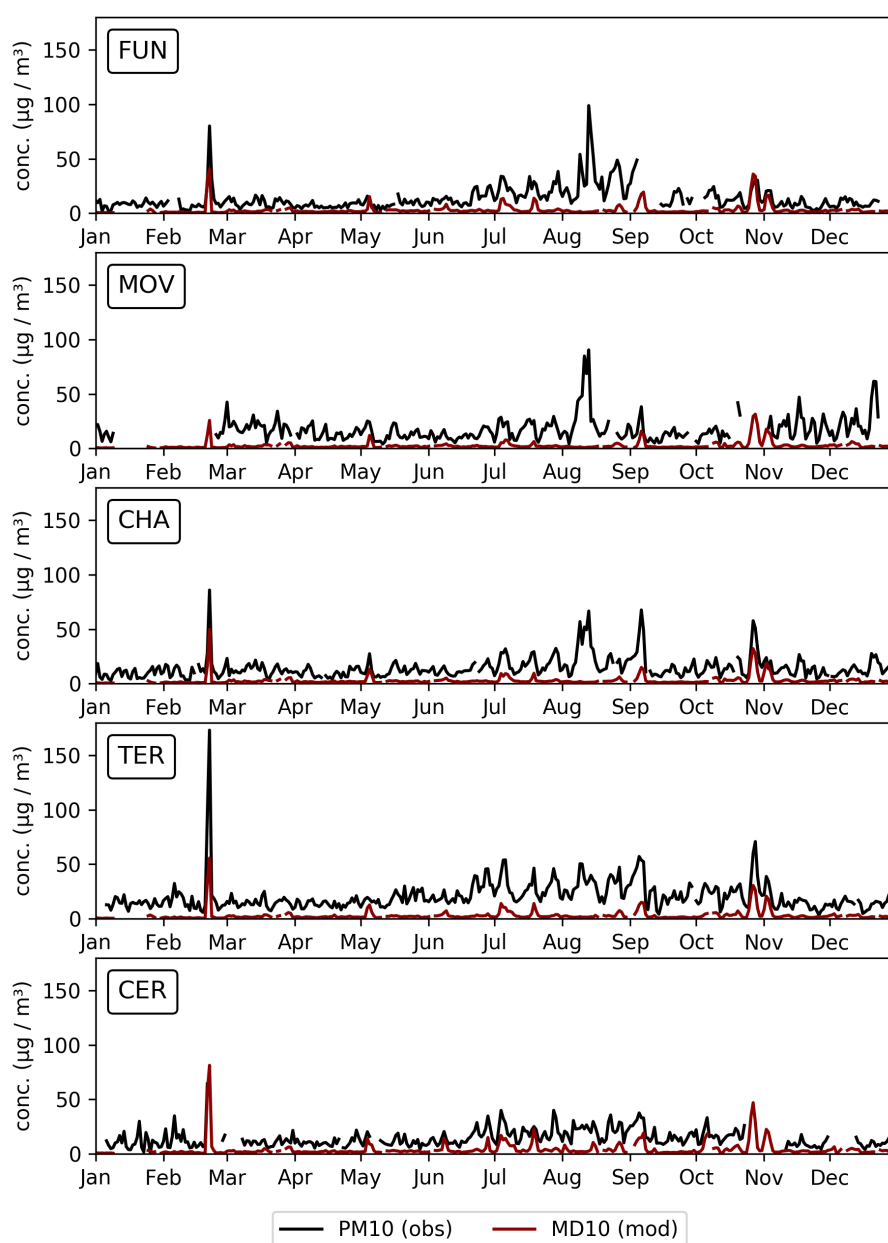 FUN
conc. (µg / m³)
150
100
50
0
Jan Feb Mar Apr May Jun Jul Aug Sep Oct Nov Dec
MOV
conc. (µg / m³)
150
100
50
0
Jan Feb Mar Apr May Jun Jul Aug Sep Oct Nov Dec
CHA
conc. (µg / m³)
150
100
50
0
Jan Feb Mar Apr May Jun Jul Aug Sep Oct Nov Dec
TER
conc. (µg / m³)
150
100
50
0
Jan Feb Mar Apr May Jun Jul Aug Sep Oct Nov Dec
CER
conc. (µg / m³)
150
100
50
0
Jan Feb Mar Apr May Jun Jul Aug Sep Oct Nov Dec
PM10 (obs) MD10 (mod)